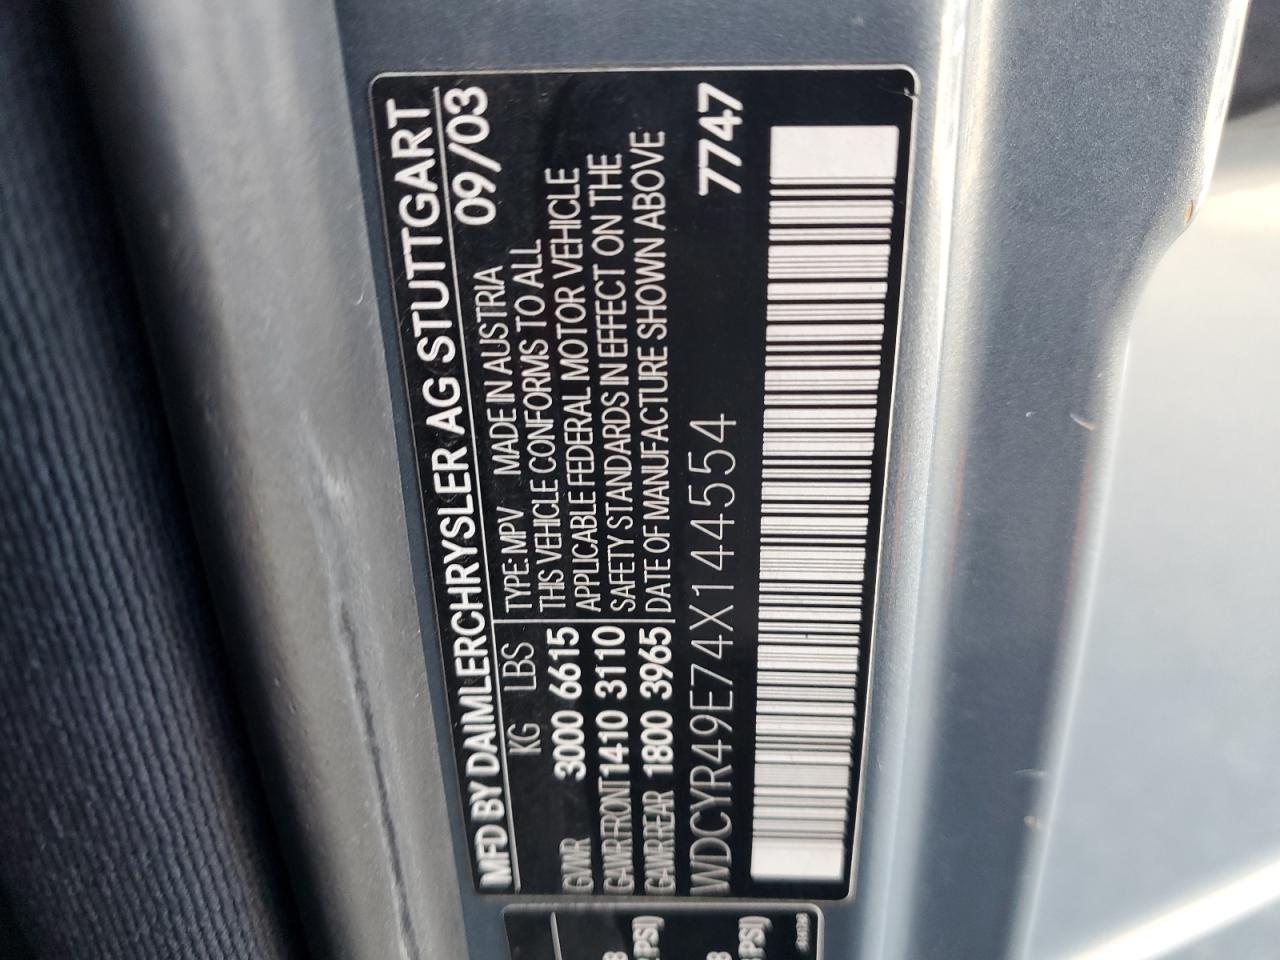 MFD BY DAIMLERCHRYSLER AG STUTTGART
KG LBS TYPE: MPV MADE IN AUSTRIA 09/03
THIS VEHICLE CONFORMS TO ALL
GVWR 3000 6615 APPLICABLE FEDERAL MOTOR VEHICLE
GAWR FRONT 1410 3110 SAFETY STANDARDS IN EFFECT ON THE
GAWR REAR 1800 3965 DATE OF MANUFACTURE SHOWN ABOVE
WDCYR49E74X144554 7747
PSI)
PSI)